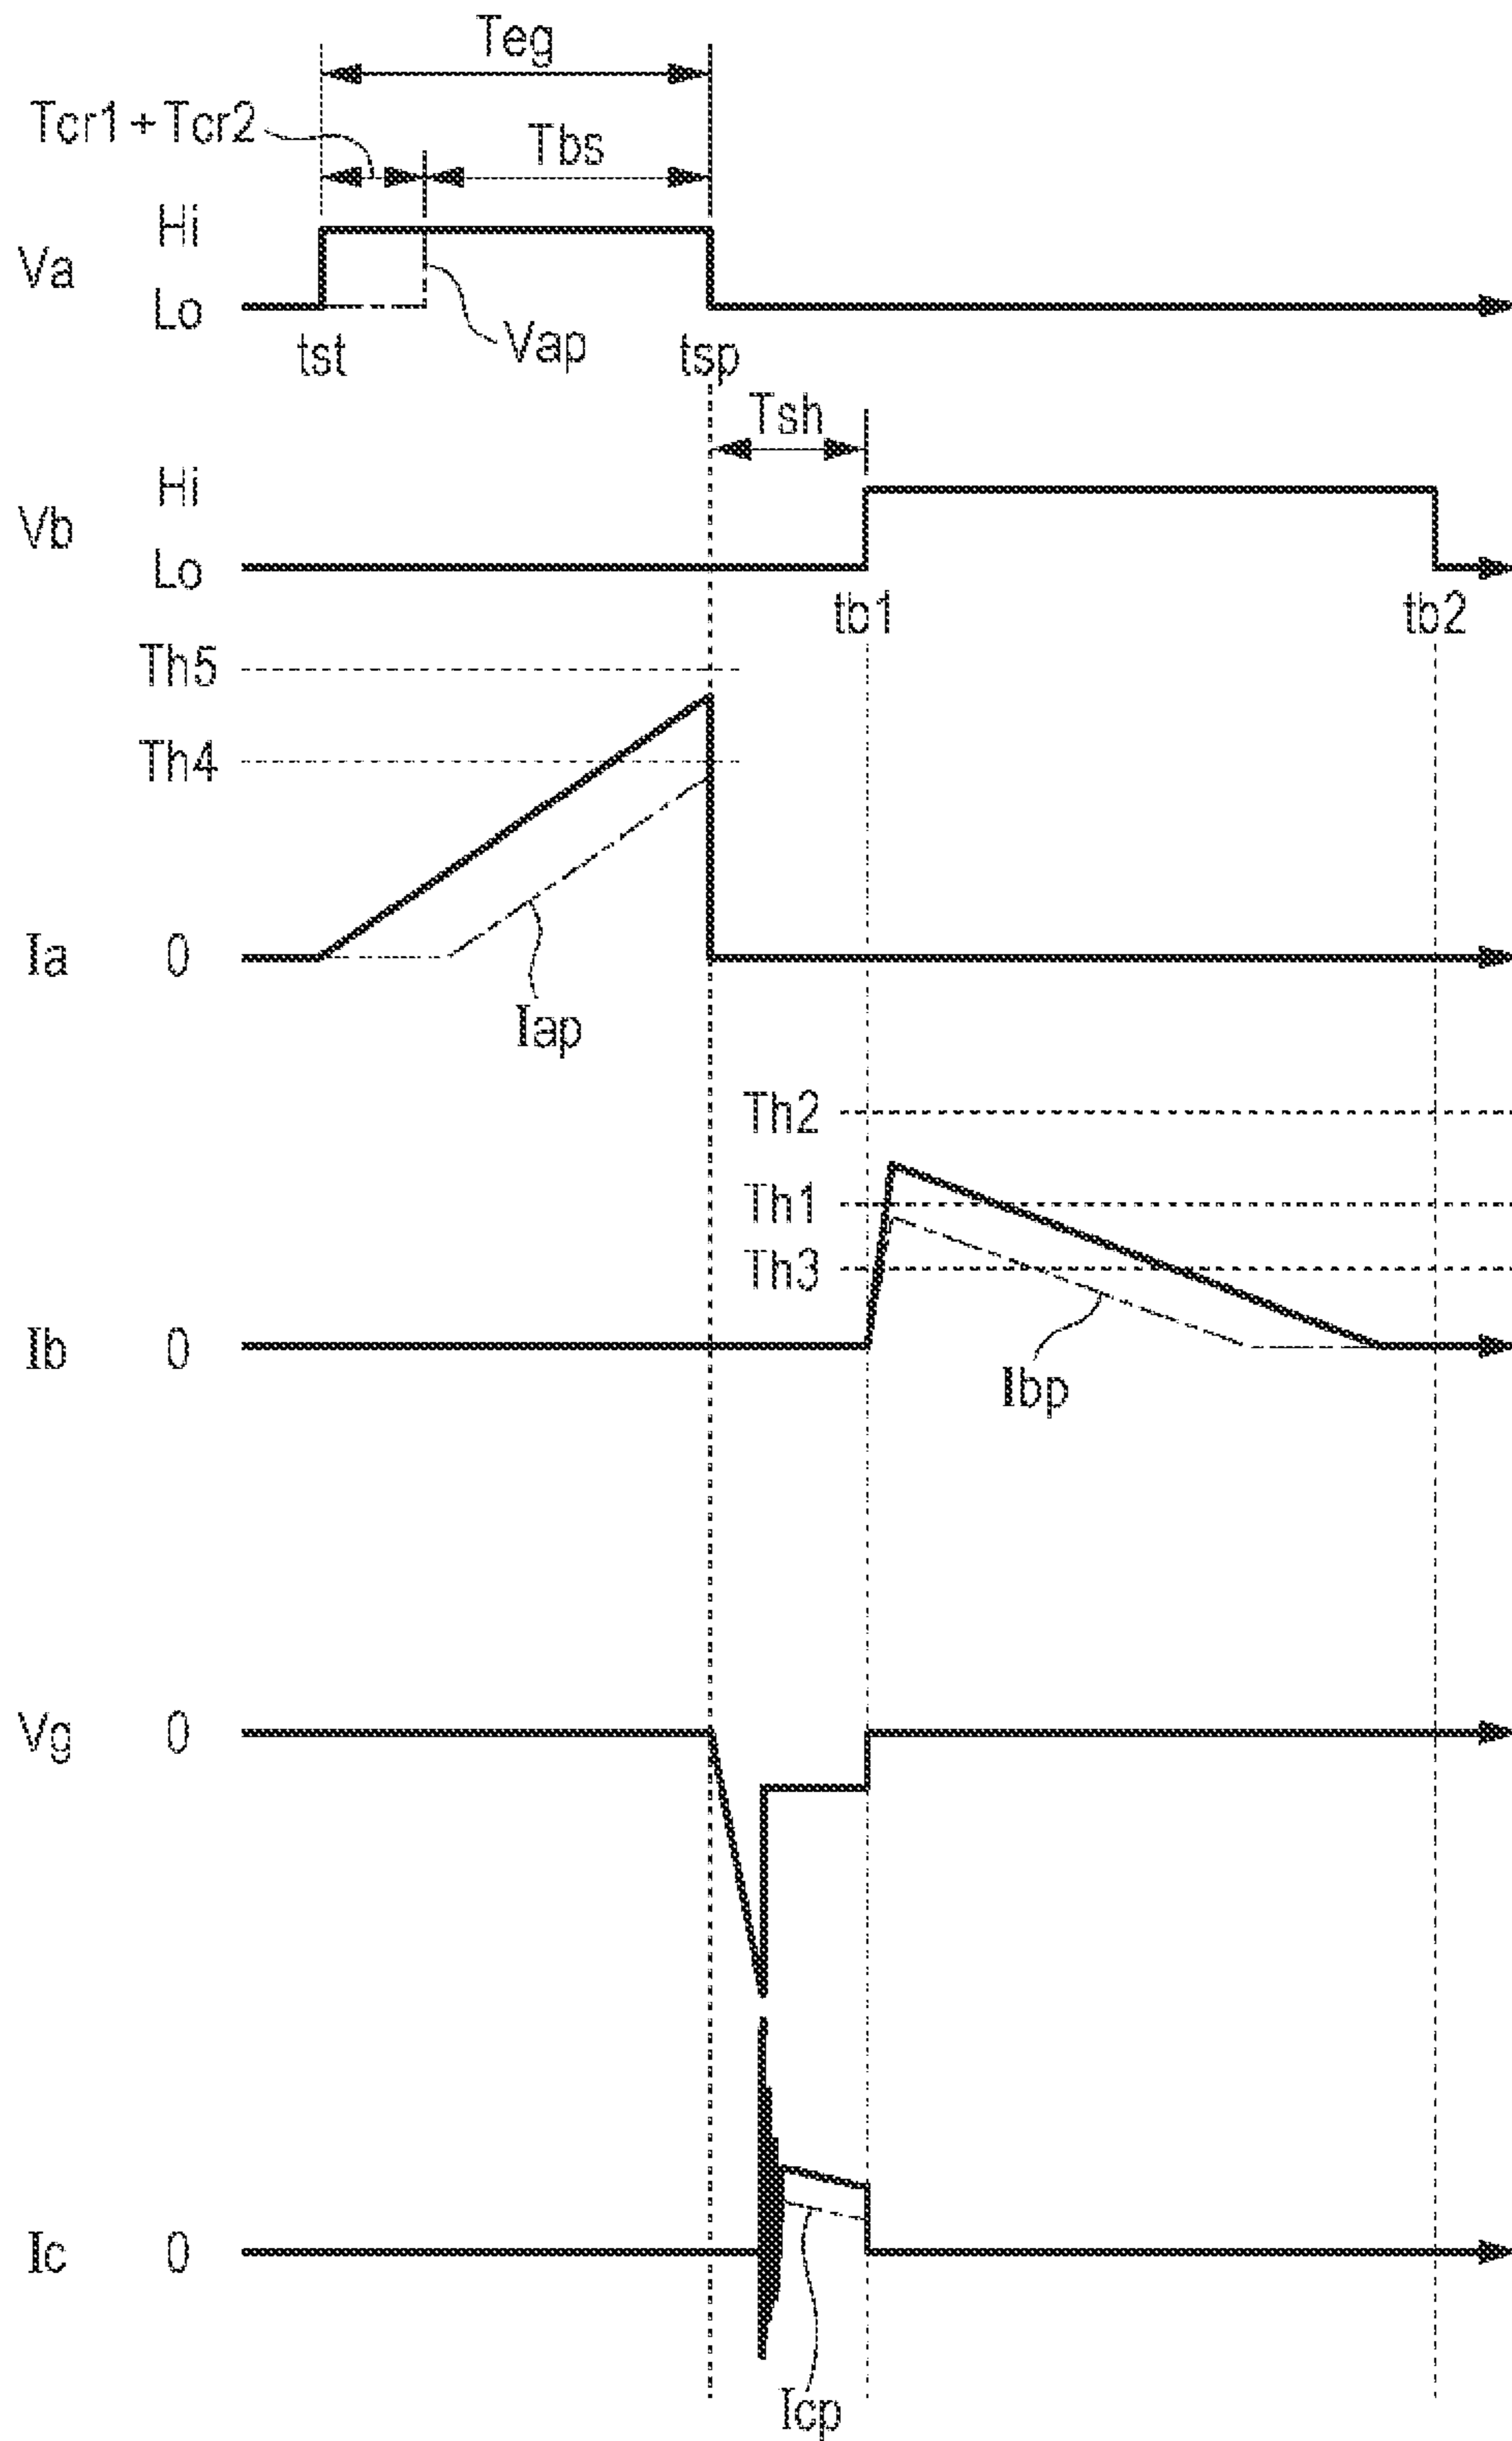 Teg
Tcr1+Tcr2
Tbs
Hi
Va
Lo
tst
Vap
tsp
Tsh
Hi
Vb
Lo
tb1
tb2
Th5
Th4
Ia 0
Iap
Th2
Th1
Th3
Ib 0
Ibp
Vg 0
Ic 0
Icp